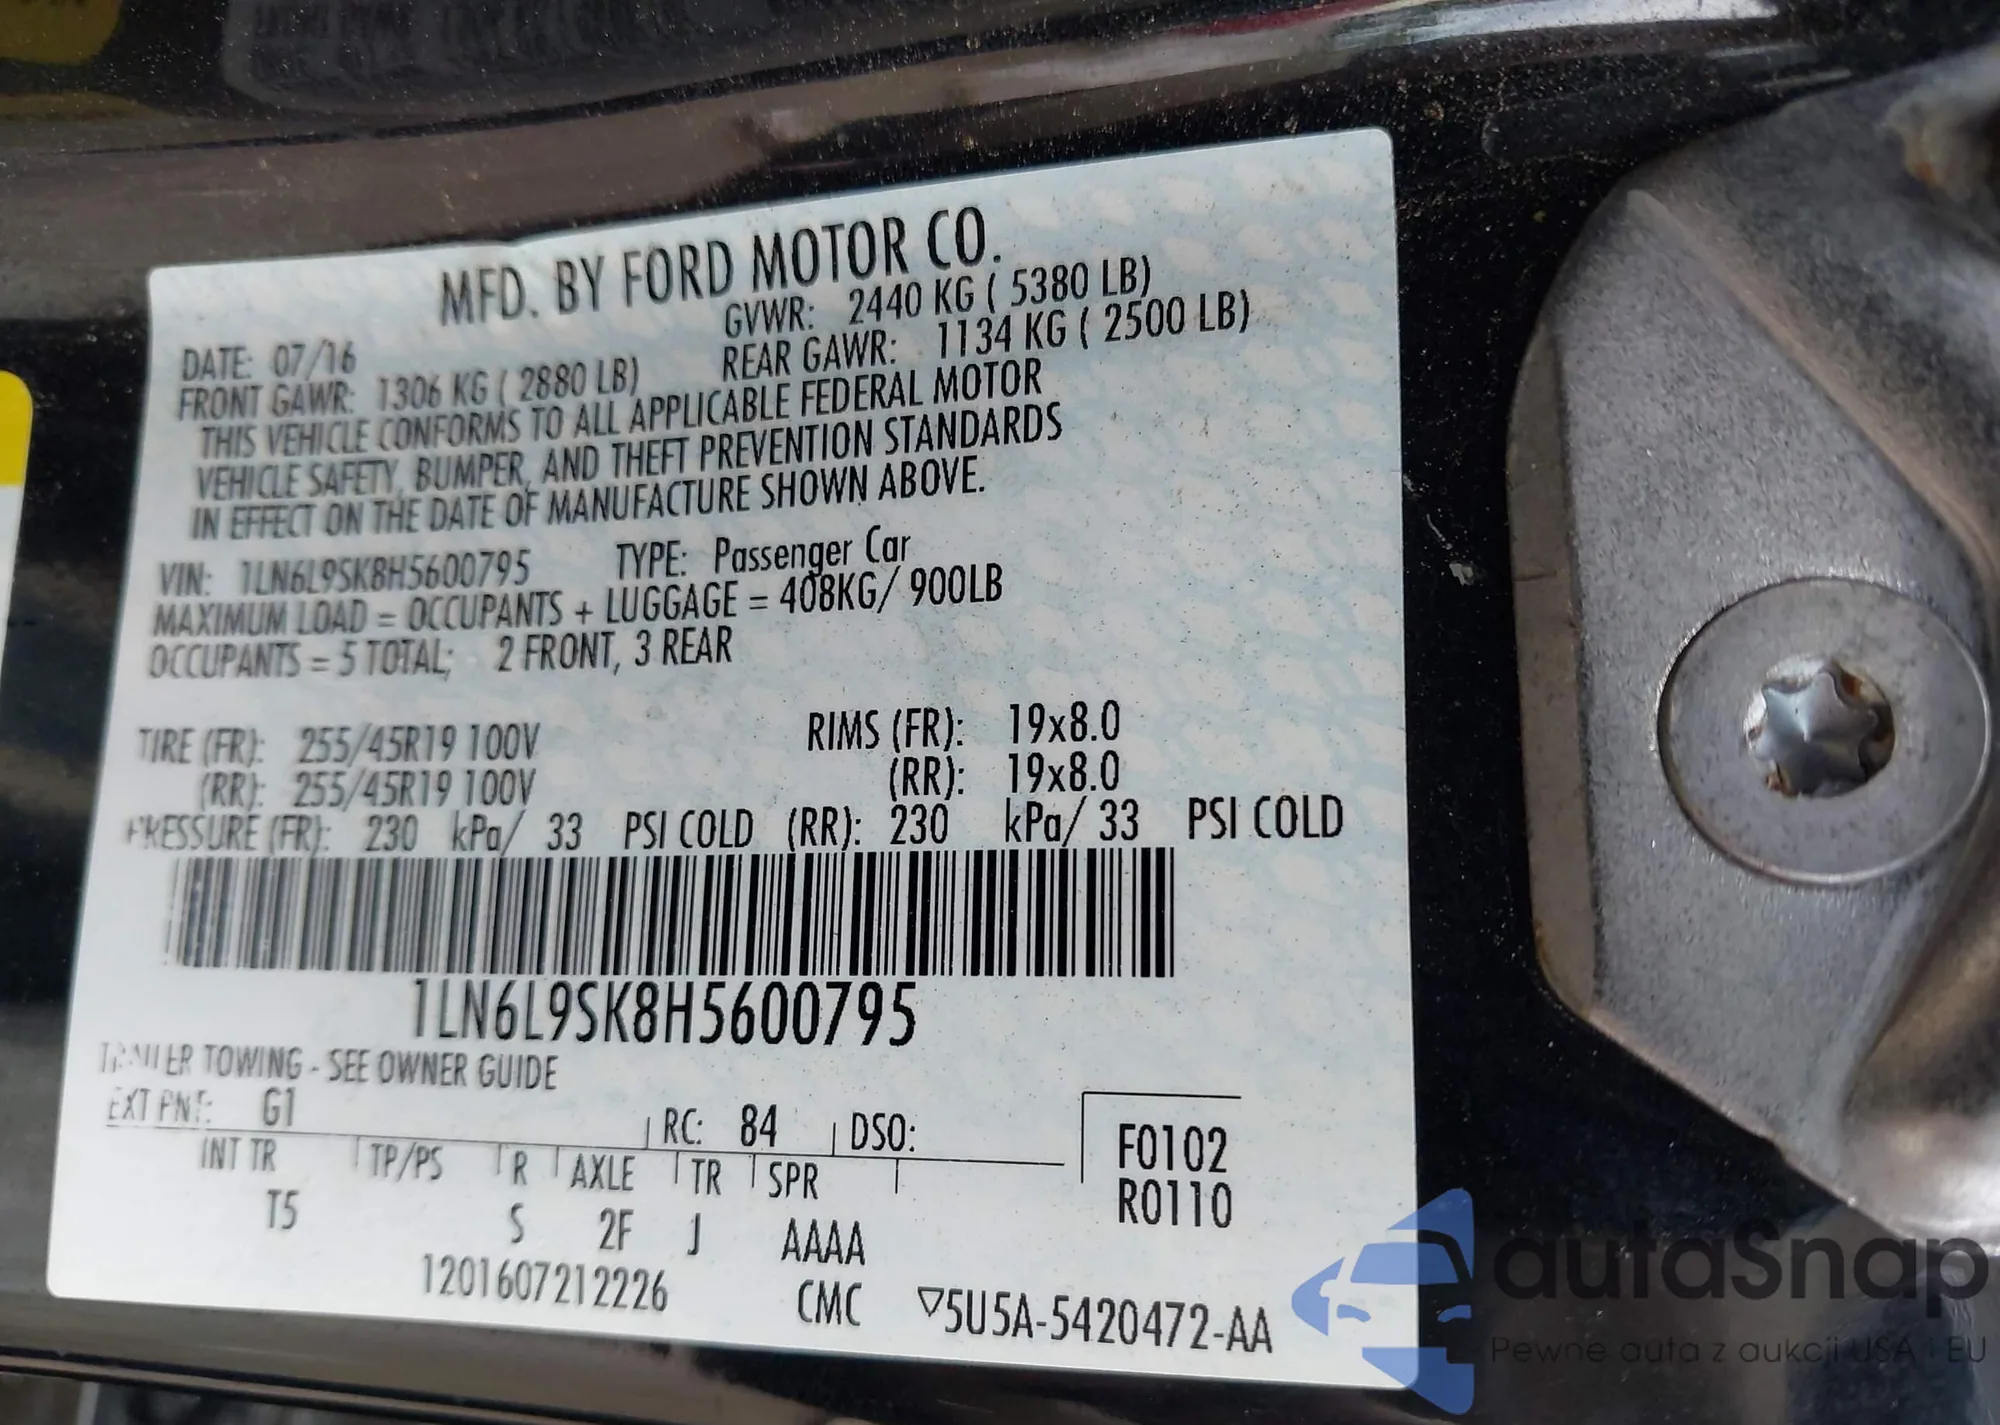 MFD. BY FORD MOTOR CO.
DATE: 07/16 GVWR: 2440 KG ( 5380 LB)
FRONT GAWR: 1306 KG ( 2880 LB) REAR GAWR: 1134 KG ( 2500 LB)
THIS VEHICLE CONFORMS TO ALL APPLICABLE FEDERAL MOTOR
VEHICLE SAFETY, BUMPER, AND THEFT PREVENTION STANDARDS
IN EFFECT ON THE DATE OF MANUFACTURE SHOWN ABOVE.
VIN: 1LN6L9SK8H5600795 TYPE: Passenger Car
MAXIMUM LOAD = OCCUPANTS + LUGGAGE = 408KG/ 900LB
OCCUPANTS = 5 TOTAL; 2 FRONT, 3 REAR
TIRE (FR): 255/45R19 100V RIMS (FR): 19x8.0
(RR): 255/45R19 100V (RR): 19x8.0
PRESSURE (FR): 230 kPa/ 33 PSI COLD (RR): 230 kPa/ 33 PSI COLD
1LN6L9SK8H5600795
TRAILER TOWING - SEE OWNER GUIDE
EXT PNT: G1 RC: 84 DSO:
INT TR TP/PS R AXLE TR SPR
T5 S 2F J AAAA
F0102
R0110
1201607212226 CMC ▽5U5A-5420472-AA
autaSnap
Pewne auta z aukcji USA i EU